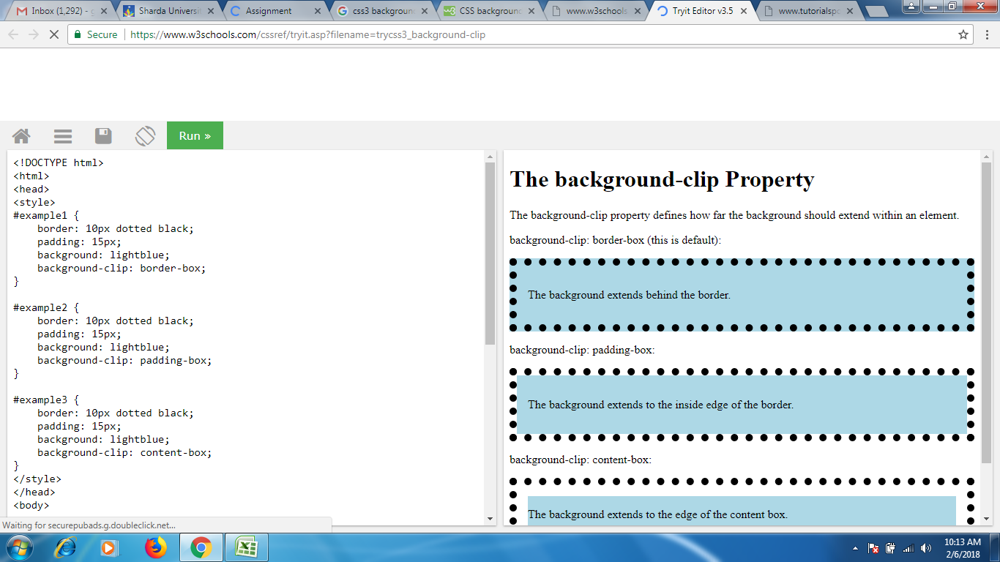 Inbox (1,292) - g
Sharda Universi
Assignment
css3 backgroun
CSS background
www.w3schools
Tryit Editor v3.5
www.tutorialspo
Secure
https://www.w3schools.com/cssref/tryit.asp?filename=trycss3_background-clip
Run »
<!DOCTYPE html>
<html>
<head>
<style>
#example1 {
    border: 10px dotted black;
    padding: 15px;
    background: lightblue;
    background-clip: border-box;
}
#example2 {
    border: 10px dotted black;
    padding: 15px;
    background: lightblue;
    background-clip: padding-box;
}
#example3 {
    border: 10px dotted black;
    padding: 15px;
    background: lightblue;
    background-clip: content-box;
}
</style>
</head>
<body>
The background-clip Property
The background-clip property defines how far the background should extend within an element.
background-clip: border-box (this is default):
The background extends behind the border.
background-clip: padding-box:
The background extends to the inside edge of the border.
background-clip: content-box:
The background extends to the edge of the content box.
Waiting for securepubads.g.doubleclick.net...
10:13 AM
2/6/2018